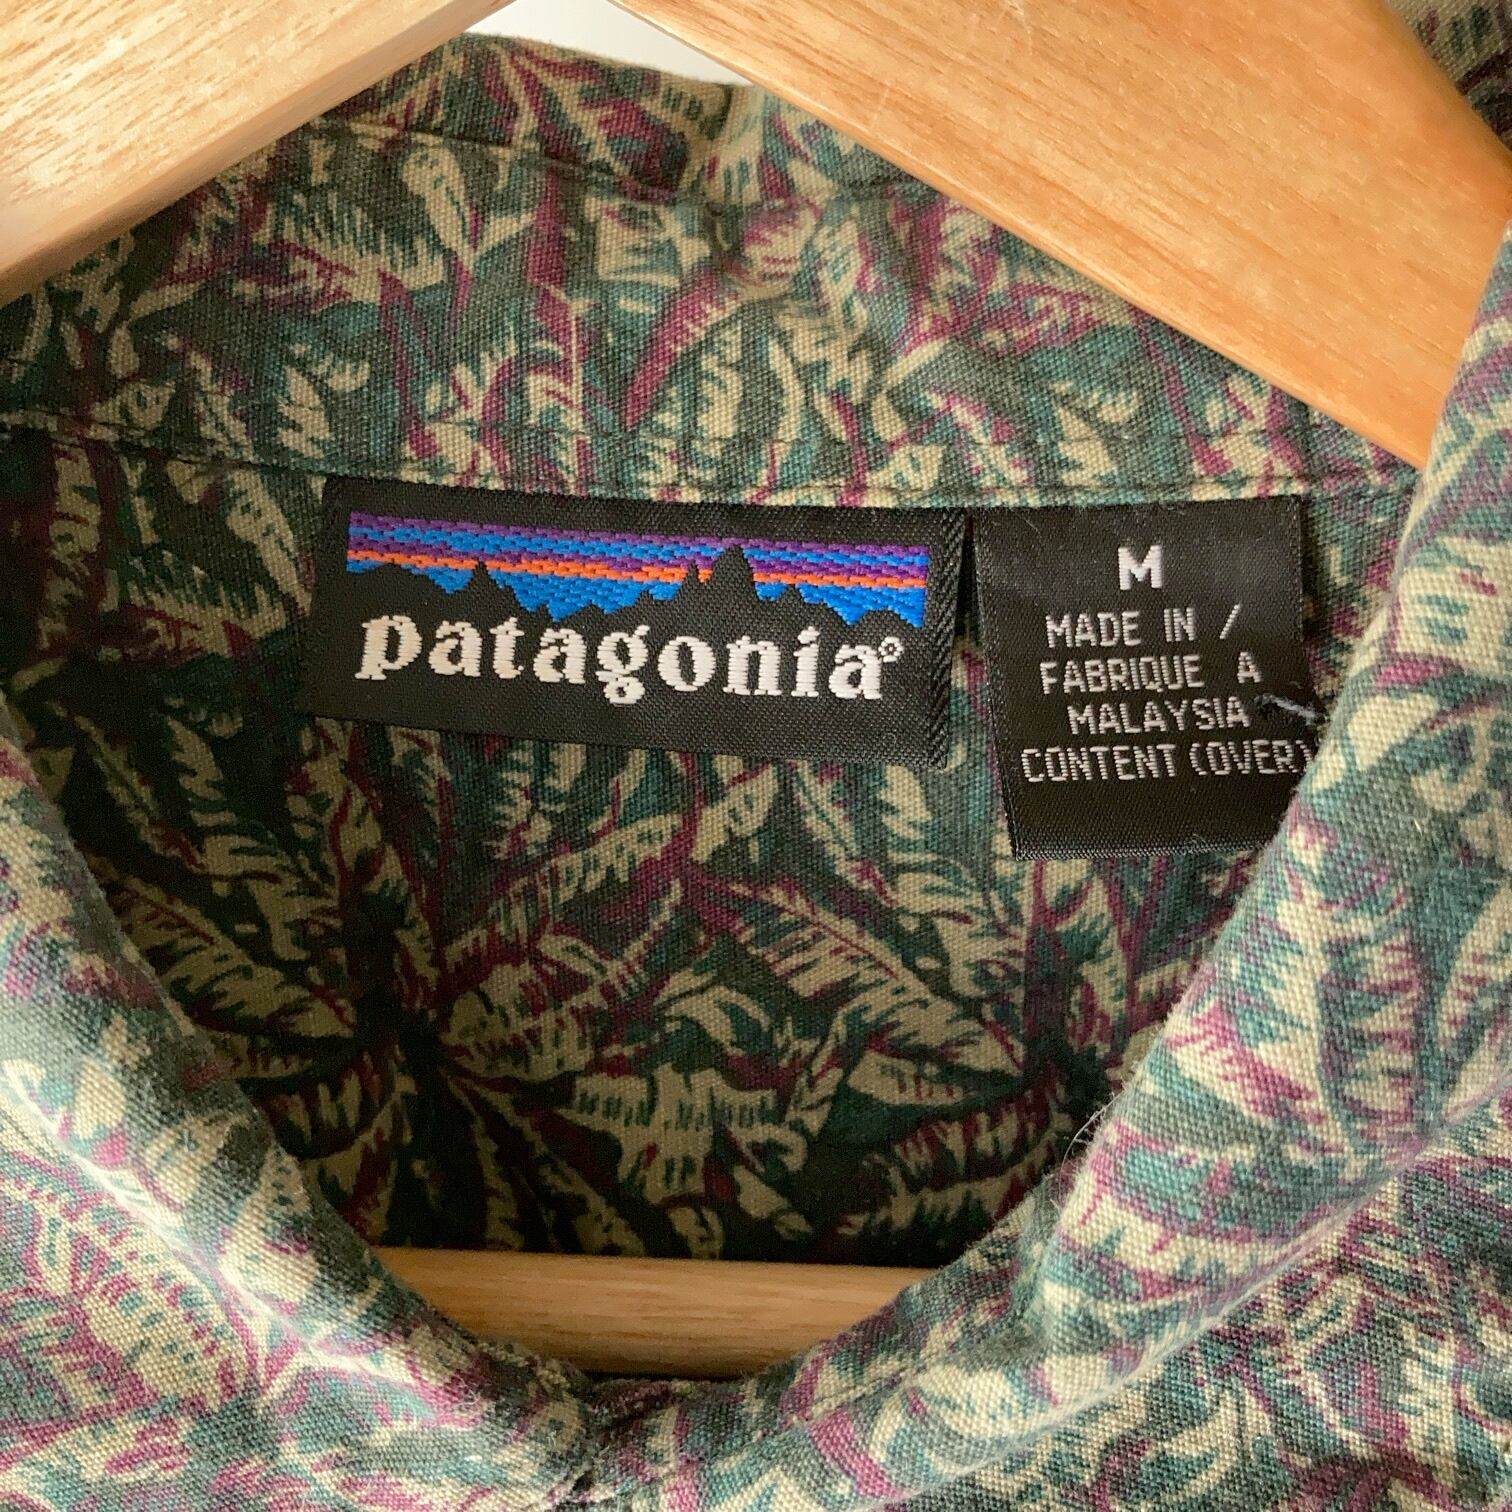 patagonia®
M
MADE IN /
FABRIQUE A
MALAYSIA
CONTENT (OVER)